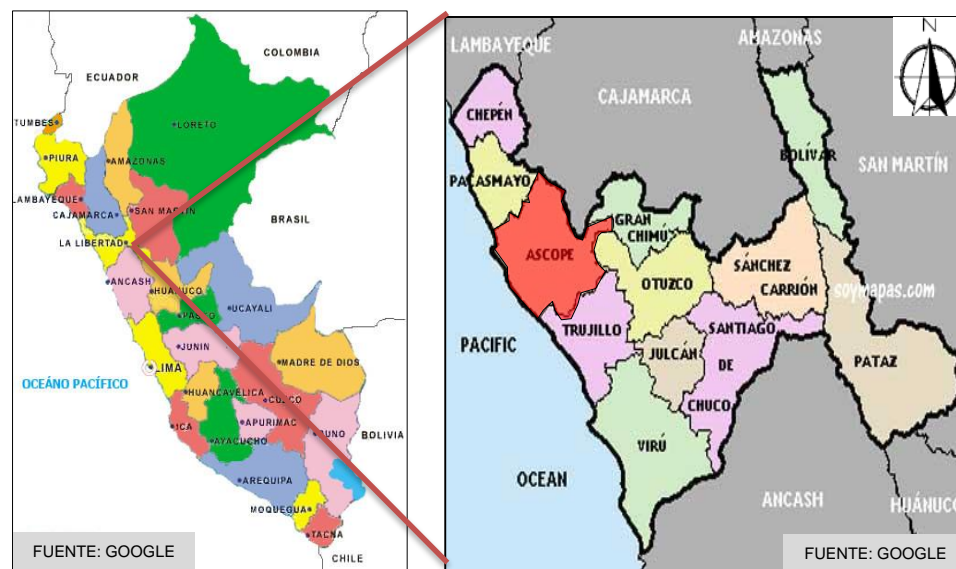 COLOMBIA
ECUADOR
TUMBES
LORETO
PIURA
AMAZONAS
LAMBAYEQUE
SAN MARTIN
CAJAMARCA
BRASIL
LA LIBERTAD
ANCASH
HUANUCO
PASCO
UCAYALI
JUNIN
MADRE DE DIOS
LIMA
OCEÁNO PACÍFICO
HUANCAVELICA
CUSCO
ICA
APURIMAC
PUNO
AYACUCHO
BOLIVIA
AREQUIPA
MOQUEGUA
TACNA
CHILE
FUENTE: GOOGLE
LAMBAYEQUE
AMAZONAS
N
CAJAMARCA
CHEPÉN
BOLÍVAR
SAN MARTÍN
PACASMAYO
GRAN
CHIMÚ
ASCOPE
OTUZCO
SÁNCHEZ
CARRIÓN
soymapas.com
TRUJILLO
SANTIAGO
DE
CHUCO
PACIFIC
JULCÁN
PATAZ
VIRÚ
OCEAN
ANCASH
HUÁNUCO
FUENTE: GOOGLE